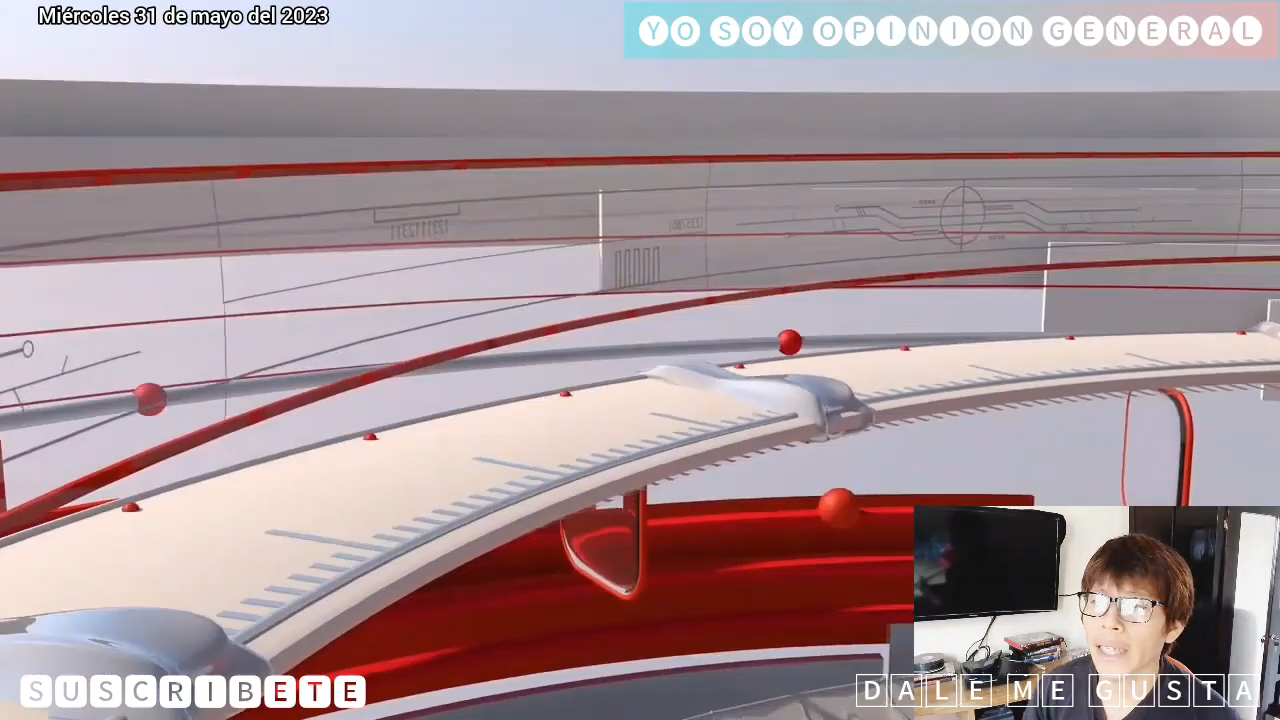 Miércoles 31 de mayo del 2023
YO SOY OPINION GENERAL
SUSCRIBETE
DALE ME GUSTA